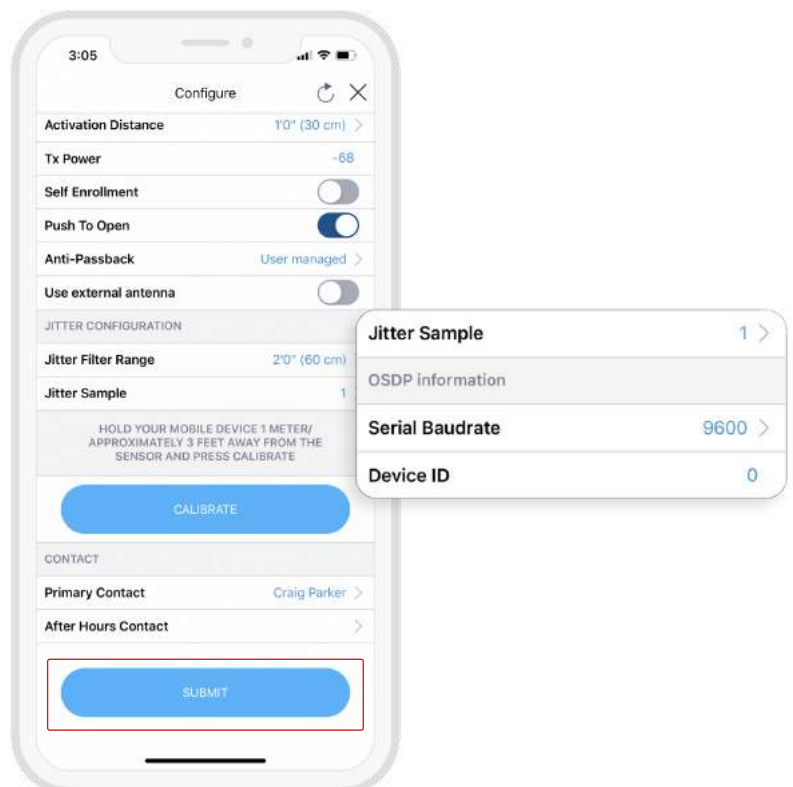 3:05
Configure
Activation Distance 1'0" (30 cm)
Tx Power -68
Self Enrollment
Push To Open
Anti-Passback User managed
Use external antenna
JITTER CONFIGURATION
Jitter Filter Range 2'0" (60 cm)
Jitter Sample 1
HOLD YOUR MOBILE DEVICE 1 METER/
APPROXIMATELY 3 FEET AWAY FROM THE
SENSOR AND PRESS CALIBRATE
CALIBRATE
CONTACT
Primary Contact Craig Parker
After Hours Contact
SUBMIT
Jitter Sample 1
OSDP information
Serial Baudrate 9600
Device ID 0